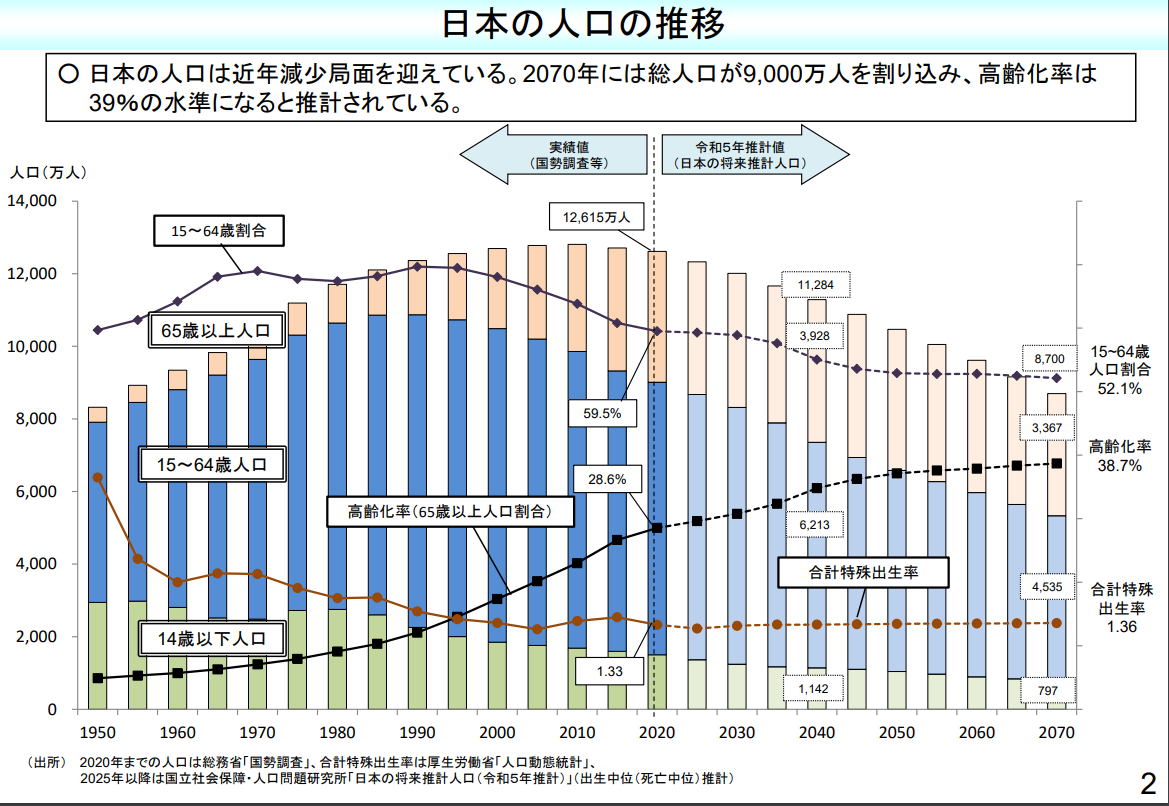 日本の人口の推移
○ 日本の人口は近年減少局面を迎えている。2070年には総人口が9,000万人を割り込み、高齢化率は
39%の水準になると推計されている。
実績値
（国勢調査等）
令和5年推計値
（日本の将来推計人口）
人口（万人）
14,000
12,000
10,000
8,000
6,000
4,000
2,000
0
15～64歳割合
65歳以上人口
15～64歳人口
14歳以下人口
高齢化率（65歳以上人口割合）
合計特殊出生率
12,615万人
59.5%
28.6%
1.33
11,284
3,928
6,213
1,142
8,700
3,367
4,535
797
15~64歳
人口割合
52.1%
高齢化率
38.7%
合計特殊
出生率
1.36
1950
1960
1970
1980
1990
2000
2010
2020
2030
2040
2050
2060
2070
（出所） 2020年までの人口は総務省「国勢調査」、合計特殊出生率は厚生労働省「人口動態統計」、
2025年以降は国立社会保障・人口問題研究所「日本の将来推計人口（令和5年推計）」（出生中位（死亡中位）推計）
2